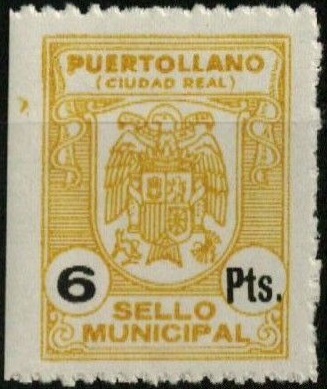 PUERTOLLANO
(CIUDAD REAL)
6 Pts.
SELLO
MUNICIPAL